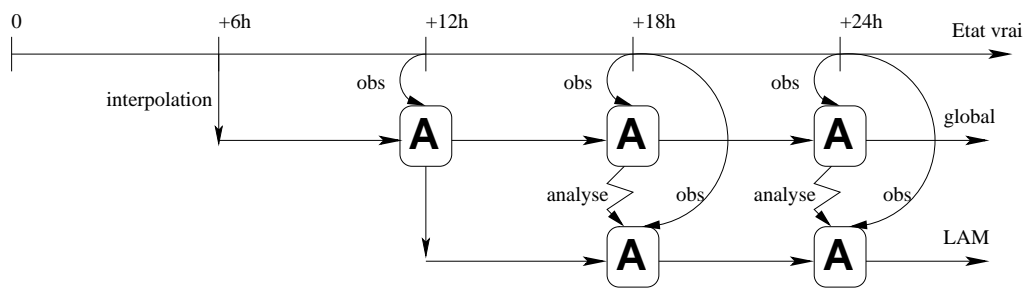 0
+6h
+12h
+18h
+24h
Etat vrai
obs
obs
obs
interpolation
A
A
A
global
analyse
obs
analyse
obs
A
A
LAM